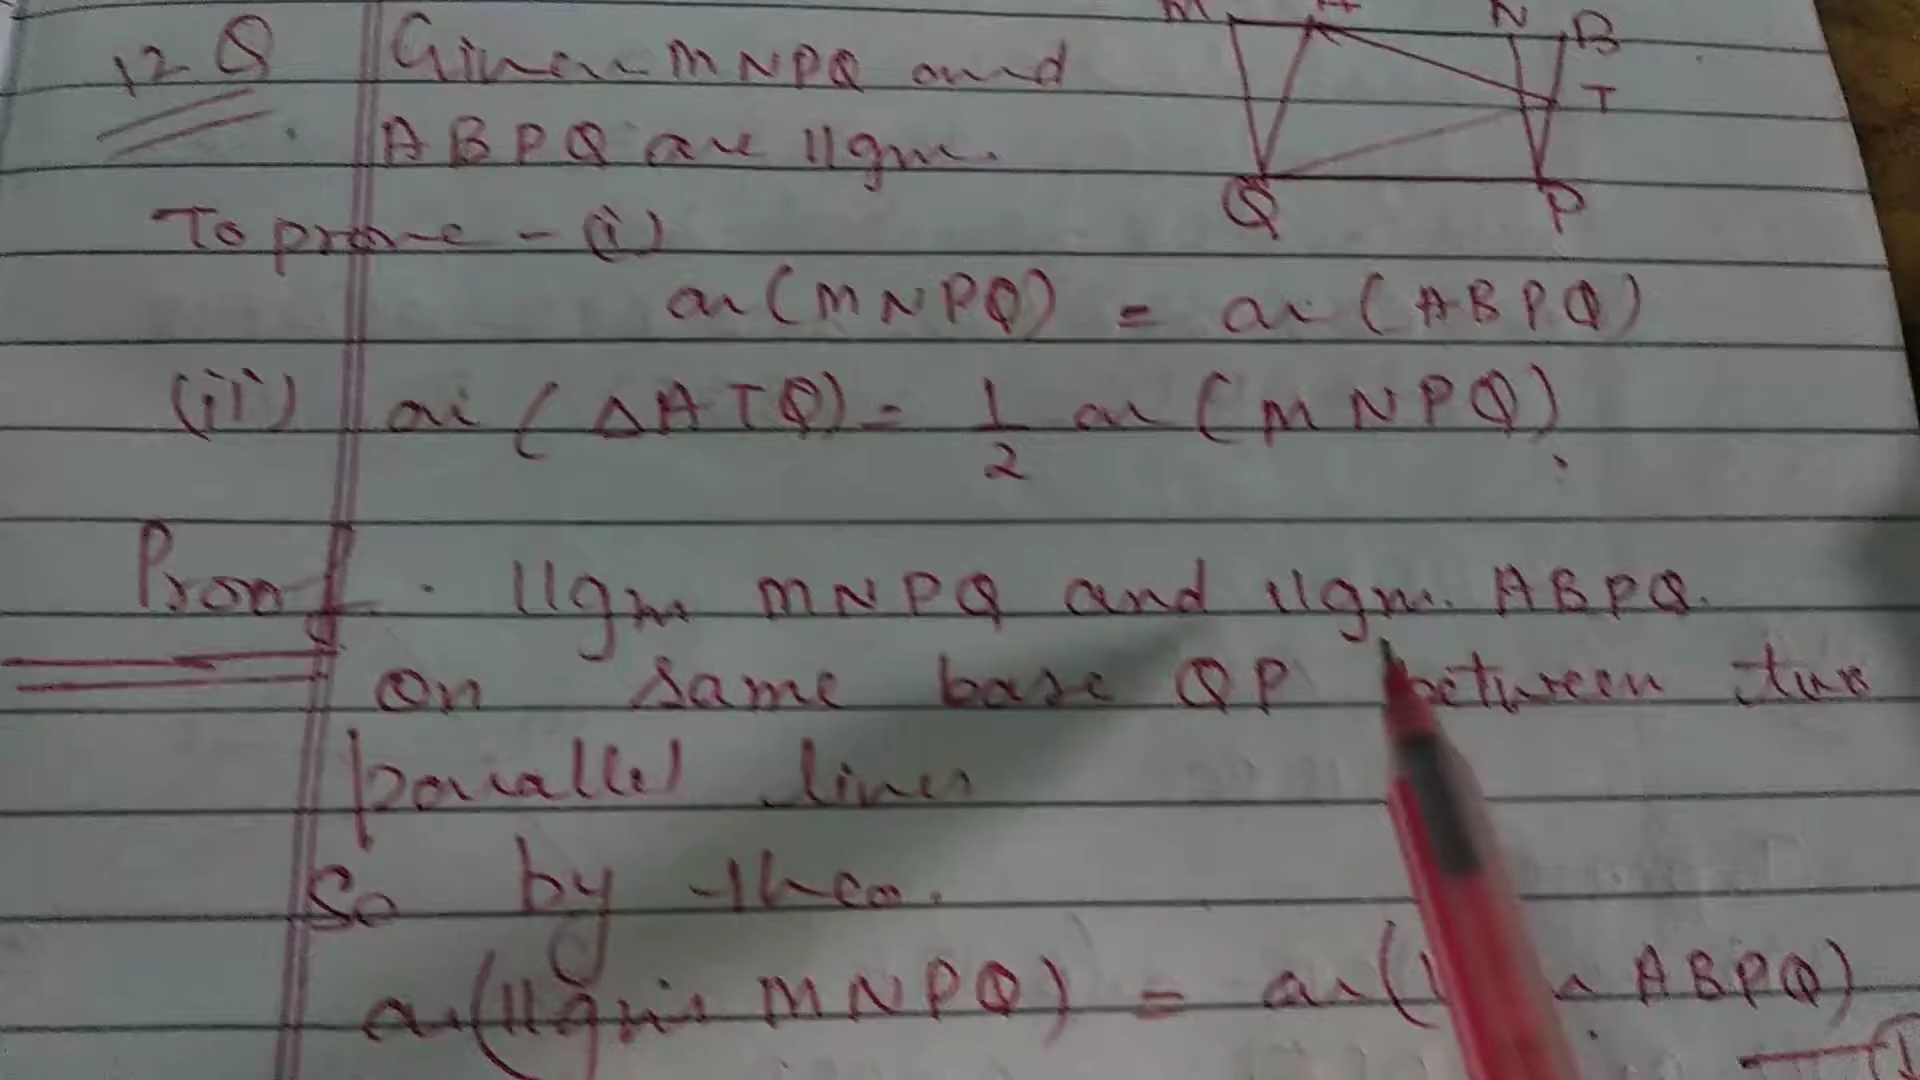 12 Q Given MNPQ and
ABPQ are ||gm.
M A N B
T
Q P
To prove - (i)
ar (MNPQ) = ar (ABPQ)
(ii) ar (ΔATQ) = 1/2 ar (MNPQ)
Proof. ||gm MNPQ and ||gm. ABPQ.
on same base QP between two
parallel lines
So by theo.
ar(||gm MNPQ) = ar( ABPQ)
— (1